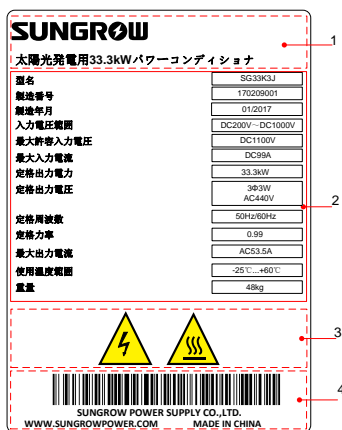 SUNGROW
太陽光発電用33.3kWパワーコンディショナ
1
型名 SG33K3J
製造番号 170209001
製造年月 01/2017
入力電圧範囲 DC200V～DC1000V
最大許容入力電圧 DC1100V
最大入力電流 DC99A
定格出力電力 33.3kW
定格出力電圧 3Φ3W
AC440V
2
定格周波数 50Hz/60Hz
定格力率 0.99
最大出力電流 AC53.5A
使用温度範囲 -25℃...+60℃
重量 48kg
3
4
SUNGROW POWER SUPPLY CO.,LTD.
WWW.SUNGROWPOWER.COM MADE IN CHINA